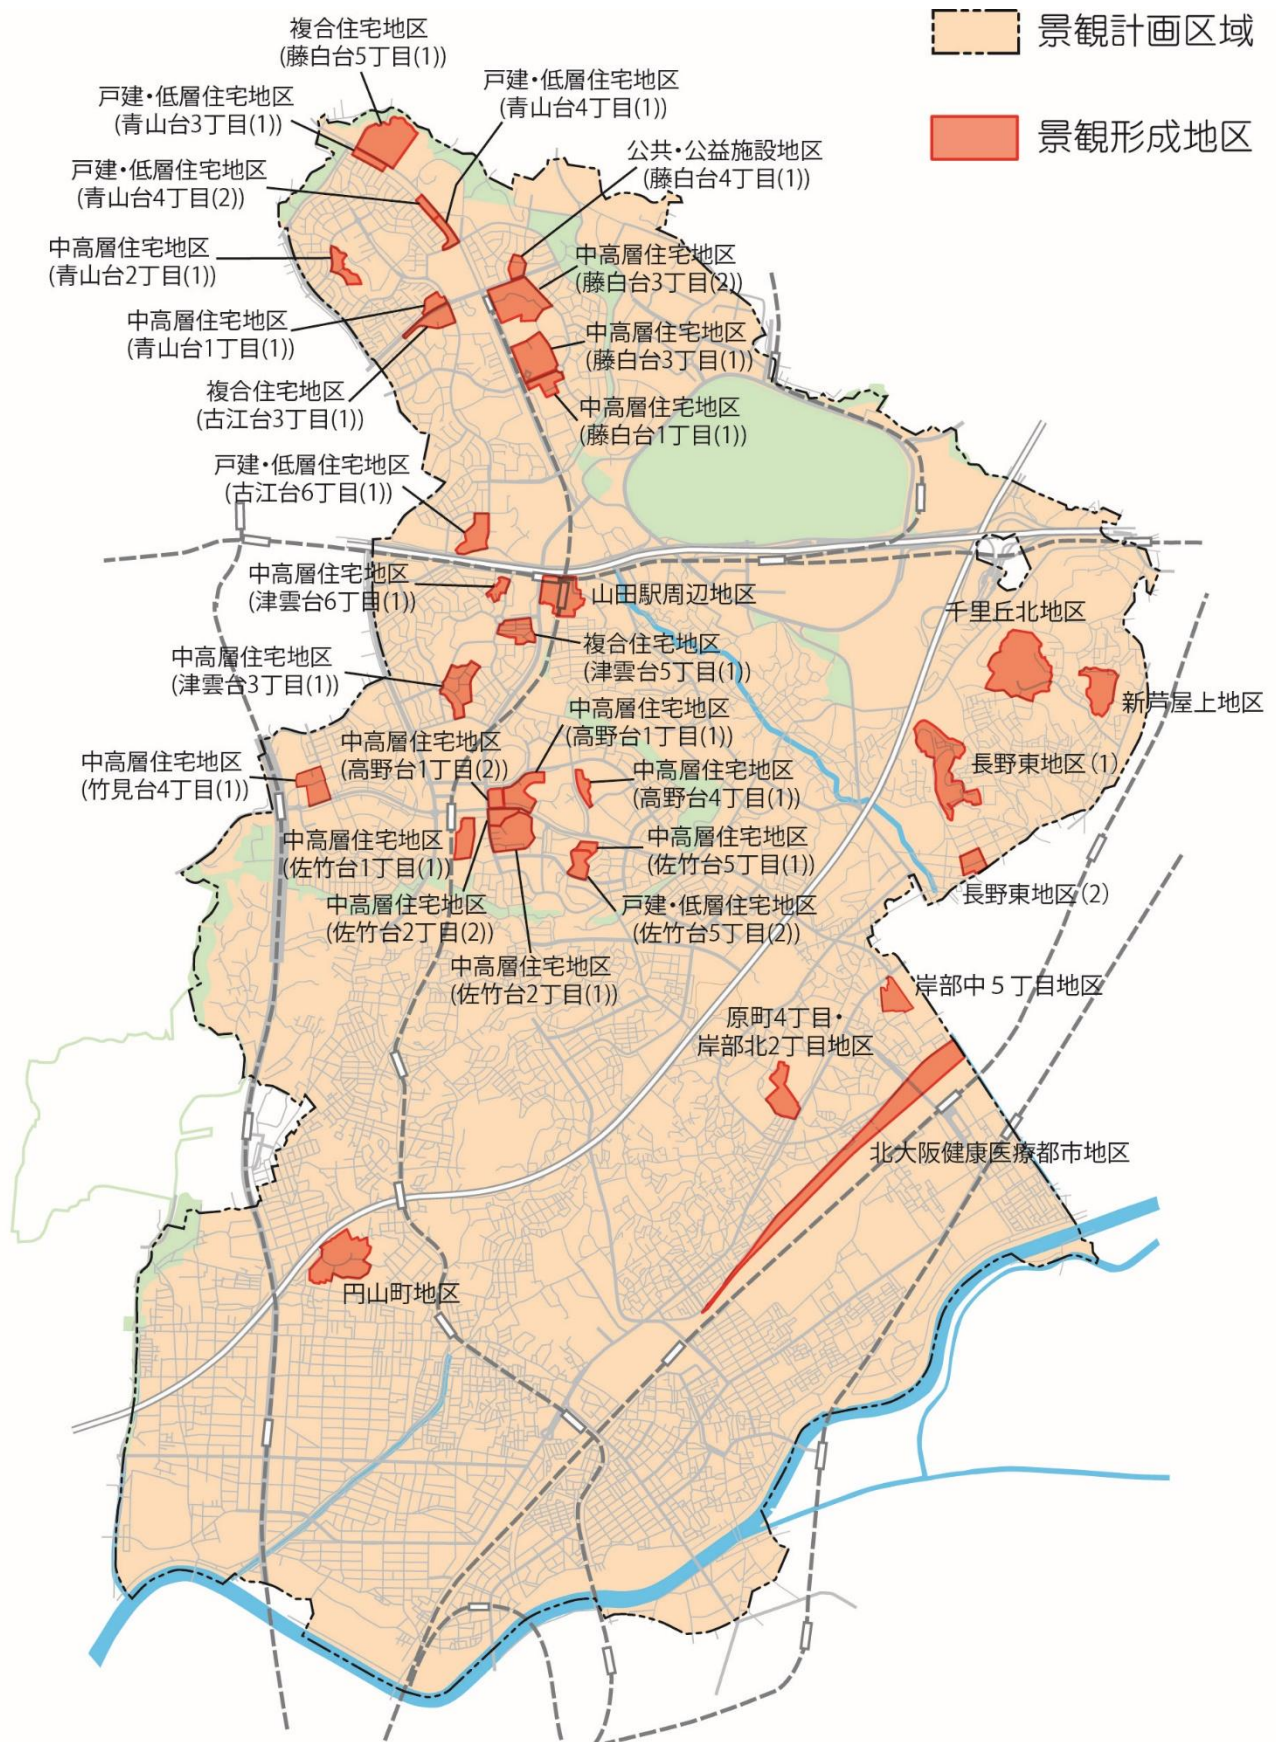 景観計画区域
景観形成地区
複合住宅地区
(藤白台5丁目(1))
戸建・低層住宅地区
(青山台4丁目(1))
戸建・低層住宅地区
(青山台3丁目(1))
公共・公益施設地区
(藤白台4丁目(1))
戸建・低層住宅地区
(青山台4丁目(2))
中高層住宅地区
(青山台2丁目(1))
中高層住宅地区
(藤白台3丁目(2))
中高層住宅地区
(青山台1丁目(1))
中高層住宅地区
(藤白台3丁目(1))
複合住宅地区
(古江台3丁目(1))
中高層住宅地区
(藤白台1丁目(1))
戸建・低層住宅地区
(古江台6丁目(1))
中高層住宅地区
(津雲台6丁目(1))
山田駅周辺地区
千里丘北地区
複合住宅地区
(津雲台5丁目(1))
中高層住宅地区
(津雲台3丁目(1))
新芦屋上地区
中高層住宅地区
(高野台1丁目(1))
中高層住宅地区
(高野台1丁目(2))
長野東地区(1)
中高層住宅地区
(竹見台4丁目(1))
中高層住宅地区
(高野台4丁目(1))
中高層住宅地区
(佐竹台1丁目(1))
中高層住宅地区
(佐竹台5丁目(1))
長野東地区(2)
中高層住宅地区
(佐竹台2丁目(2))
戸建・低層住宅地区
(佐竹台5丁目(2))
中高層住宅地区
(佐竹台2丁目(1))
岸部中5丁目地区
原町4丁目・
岸部北2丁目地区
北大阪健康医療都市地区
円山町地区